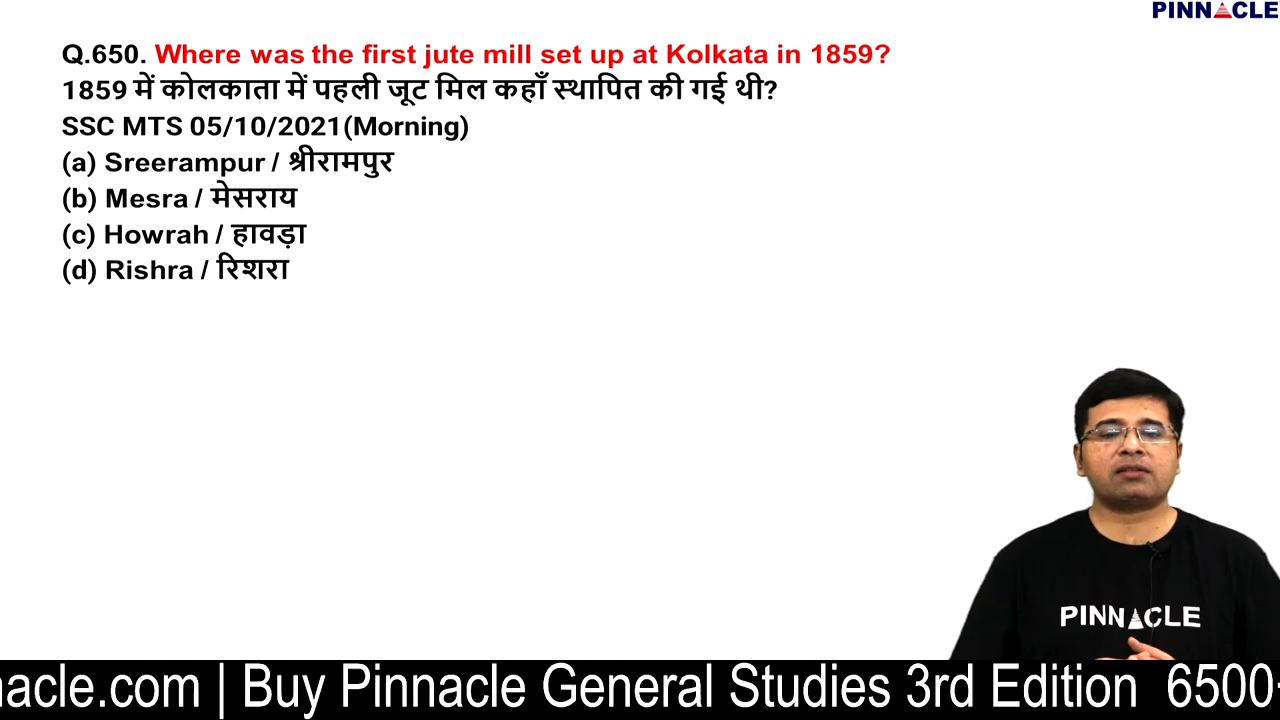 PINNACLE
Q.650. Where was the first jute mill set up at Kolkata in 1859?
1859 में कोलकाता में पहली जूट मिल कहाँ स्थापित की गई थी?
SSC MTS 05/10/2021(Morning)
(a) Sreerampur / श्रीरामपुर
(b) Mesra / मेसराय
(c) Howrah / हावड़ा
(d) Rishra / रिशरा
PINNACLE
nacle.com | Buy Pinnacle General Studies 3rd Edition 6500